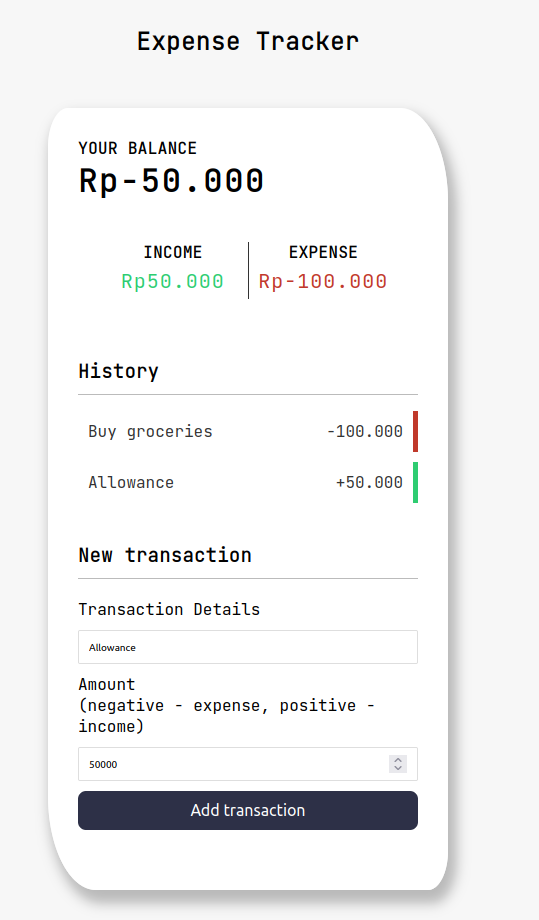 Expense Tracker
YOUR BALANCE
Rp-50.000
INCOME EXPENSE
Rp50.000 Rp-100.000
History
Buy groceries -100.000
Allowance +50.000
New transaction
Transaction Details
Allowance
Amount
(negative - expense, positive -
income)
50000
Add transaction